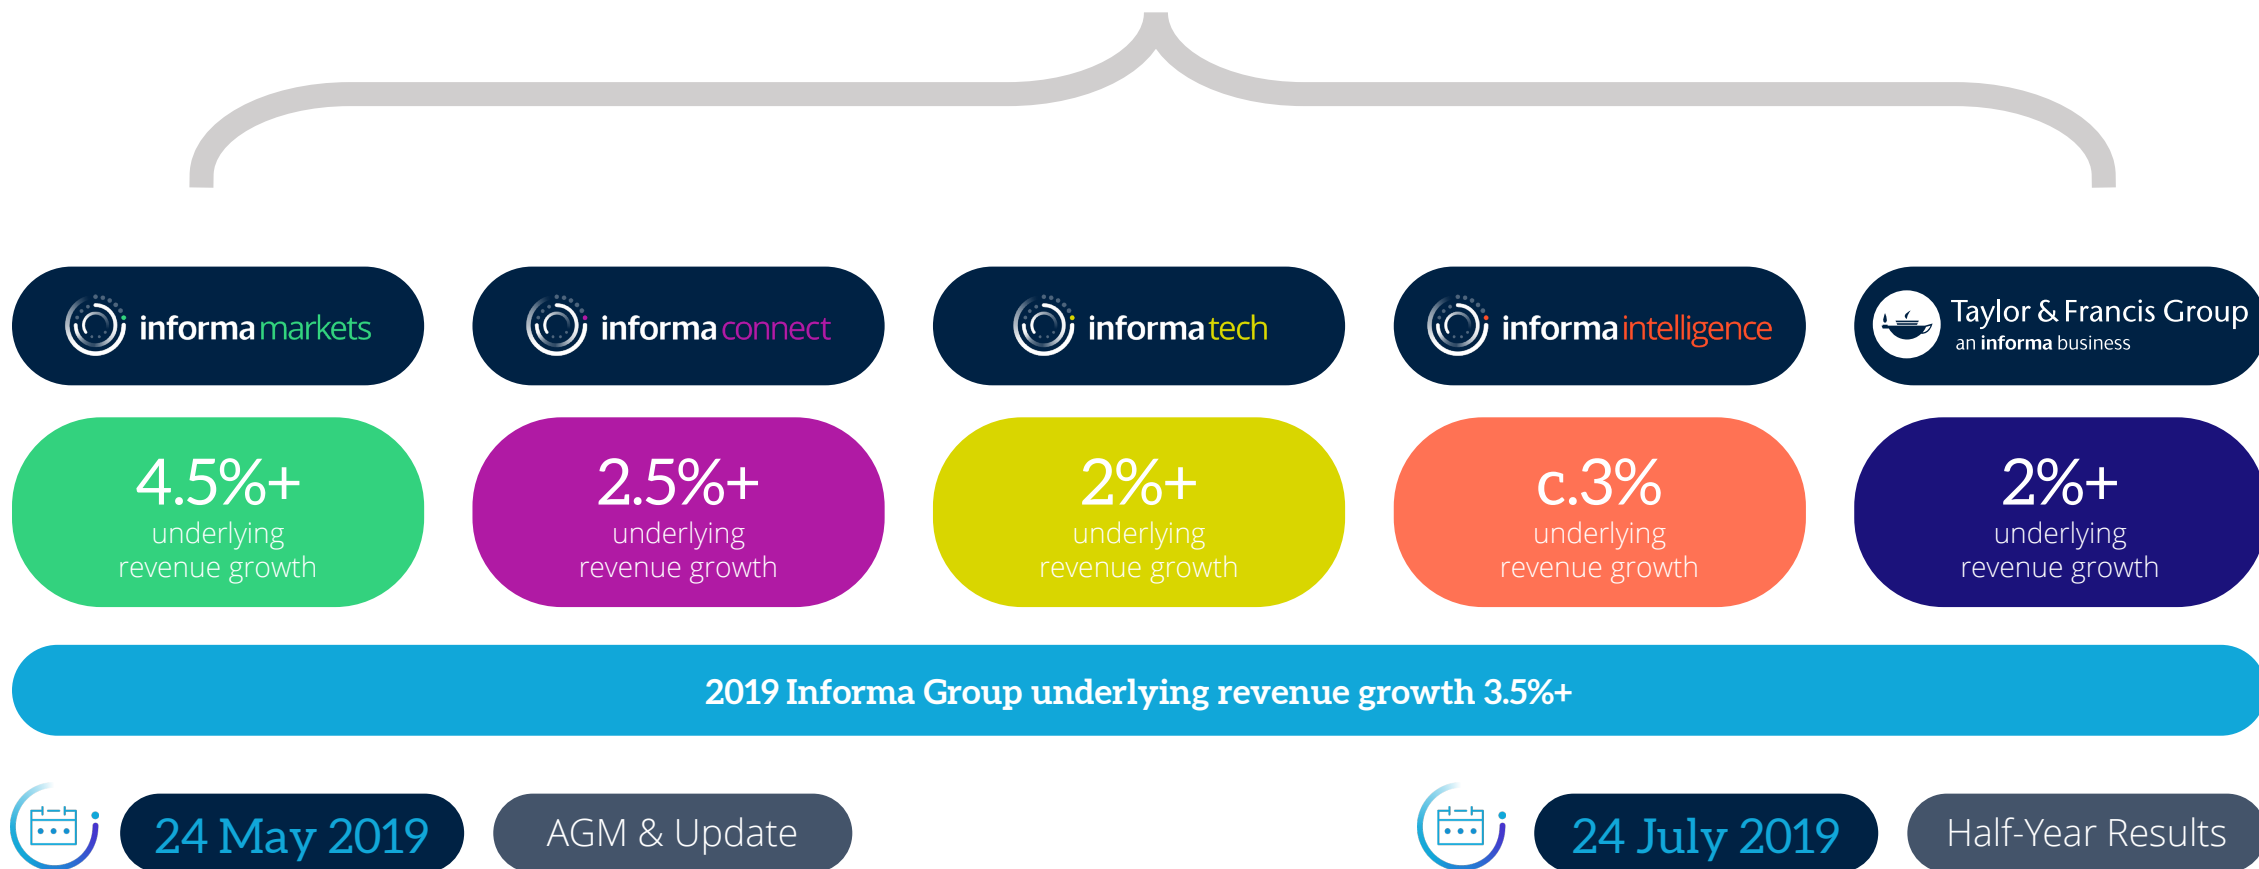 informa markets
informa connect
informa tech
informa intelligence
Taylor & Francis Group
an informa business
4.5%+
underlying
revenue growth
2.5%+
underlying
revenue growth
2%+
underlying
revenue growth
c.3%
underlying
revenue growth
2%+
underlying
revenue growth
2019 Informa Group underlying revenue growth 3.5%+
24 May 2019
AGM & Update
24 July 2019
Half-Year Results